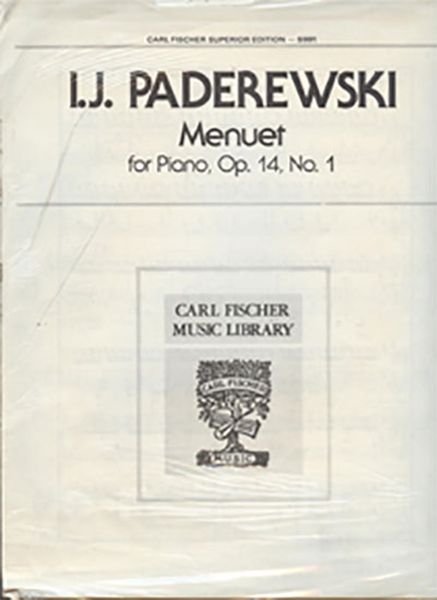 CARL FISCHER SUPERIOR EDITION — S991
I.J. PADEREWSKI
Menuet
for Piano, Op. 14, No. 1
CARL FISCHER
MUSIC LIBRARY
CARL FISCHER
MUSIC